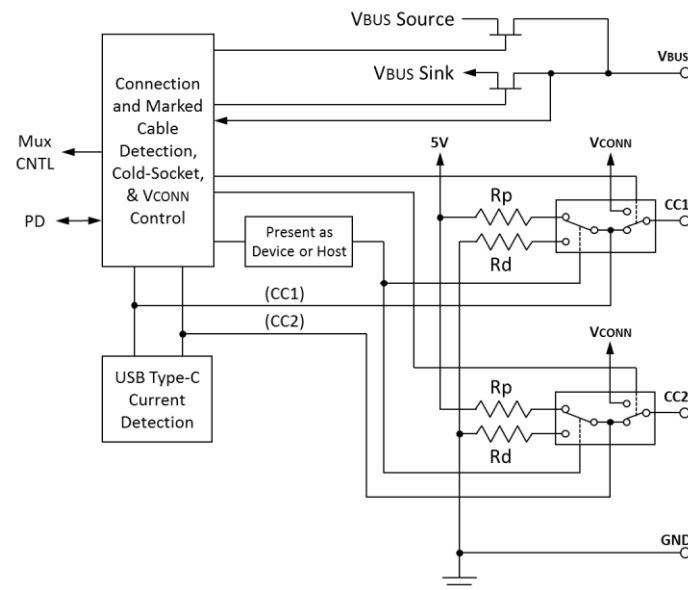 VBUS Source
VBUS Sink
VBUS
Connection
and Marked
Cable
Detection,
Cold-Socket,
& VCONN
Control
Mux
CNTL
PD
5V
VCONN
Rp
CC1
Rd
Present as
Device or Host
(CC1)
(CC2)
VCONN
USB Type-C
Current
Detection
Rp
CC2
Rd
GND